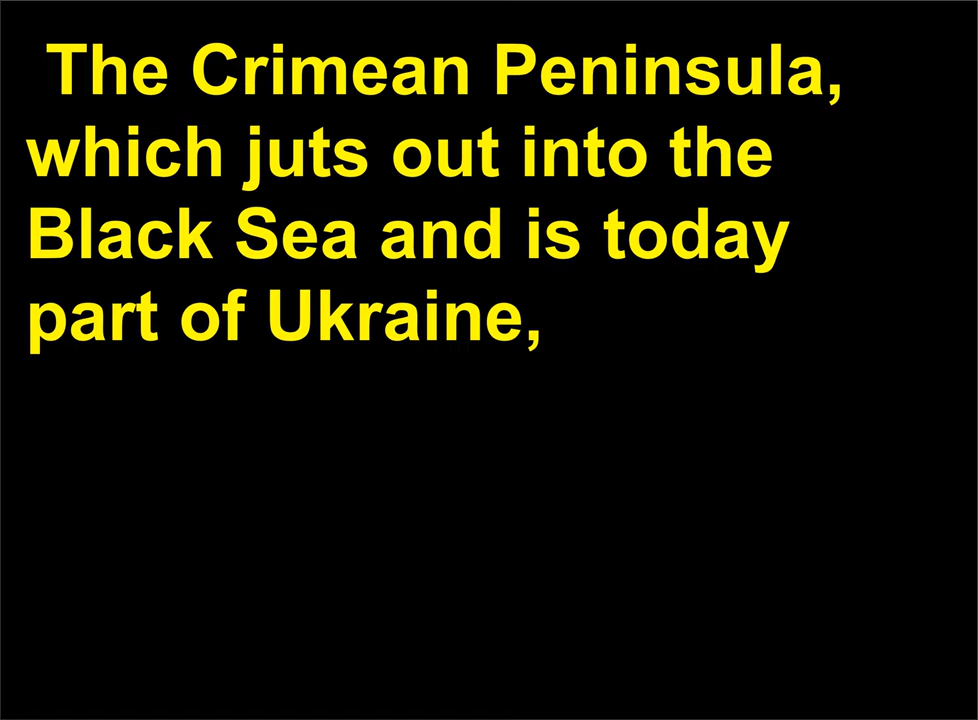 The Crimean Peninsula,
which juts out into the
Black Sea and is today
part of Ukraine,